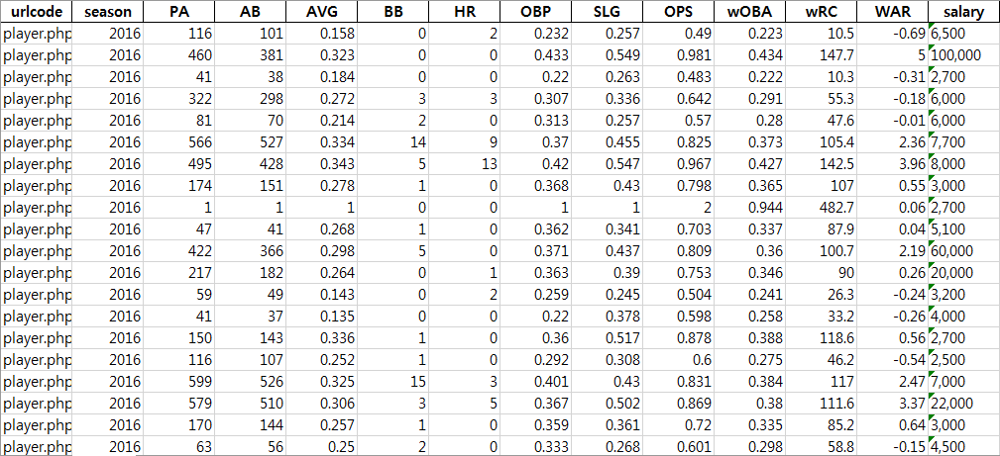 urlcode season PA AB AVG BB HR OBP SLG OPS wOBA wRC WAR salary
player.php 2016 116 101 0.158 0 2 0.232 0.257 0.49 0.223 10.5 -0.69 6,500
player.php 2016 460 381 0.323 0 0 0.433 0.549 0.981 0.434 147.7 5 100,000
player.php 2016 41 38 0.184 0 0 0.22 0.263 0.483 0.222 10.3 -0.31 2,700
player.php 2016 322 298 0.272 3 3 0.307 0.336 0.642 0.291 55.3 -0.18 6,000
player.php 2016 81 70 0.214 2 0 0.313 0.257 0.57 0.28 47.6 -0.01 6,000
player.php 2016 566 527 0.334 14 9 0.37 0.455 0.825 0.373 105.4 2.36 7,700
player.php 2016 495 428 0.343 5 13 0.42 0.547 0.967 0.427 142.5 3.96 8,000
player.php 2016 174 151 0.278 1 0 0.368 0.43 0.798 0.365 107 0.55 3,000
player.php 2016 1 1 1 0 0 1 1 2 0.944 482.7 0.06 2,700
player.php 2016 47 41 0.268 1 0 0.362 0.341 0.703 0.337 87.9 0.04 5,100
player.php 2016 422 366 0.298 5 0 0.371 0.437 0.809 0.36 100.7 2.19 60,000
player.php 2016 217 182 0.264 0 1 0.363 0.39 0.753 0.346 90 0.26 20,000
player.php 2016 59 49 0.143 0 2 0.259 0.245 0.504 0.241 26.3 -0.24 3,200
player.php 2016 41 37 0.135 0 0 0.22 0.378 0.598 0.258 33.2 -0.26 4,000
player.php 2016 150 143 0.336 1 0 0.36 0.517 0.878 0.388 118.6 0.56 2,700
player.php 2016 116 107 0.252 1 0 0.292 0.308 0.6 0.275 46.2 -0.54 2,500
player.php 2016 599 526 0.325 15 3 0.401 0.43 0.831 0.384 117 2.47 7,000
player.php 2016 579 510 0.306 3 5 0.367 0.502 0.869 0.38 111.6 3.37 22,000
player.php 2016 170 144 0.257 1 0 0.359 0.361 0.72 0.335 85.2 0.64 3,000
player.php 2016 63 56 0.25 2 0 0.333 0.268 0.601 0.298 58.8 -0.15 4,500